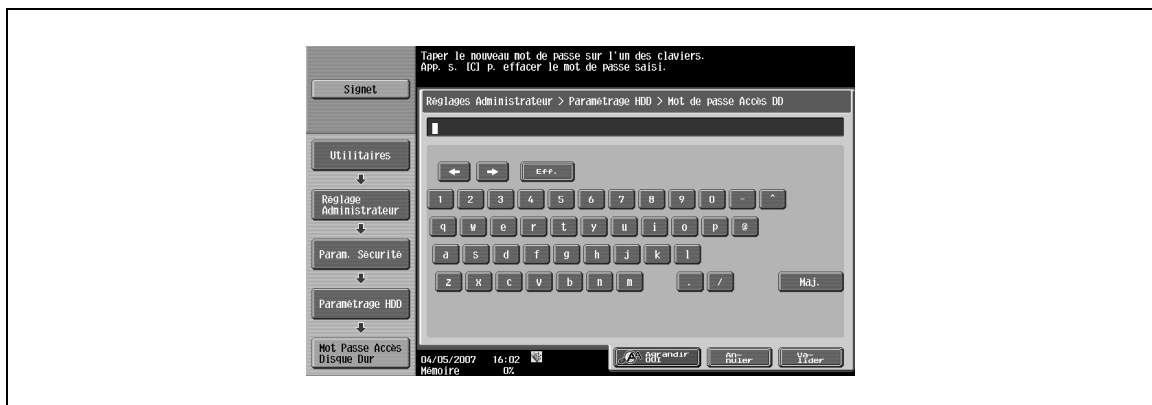 Taper le nouveau mot de passe sur l'un des claviers.
App. s. [C] p. effacer le mot de passe saisi.
Signet
Réglages Administrateur > Paramétrage HDD > Mot de passe Accès DD
Utilitaires
Réglage
Administrateur
Param. Sécurité
Paramétrage HDD
Mot Passe Accès
Disque Dur
Eff.
1 2 3 4 5 6 7 8 9 0 - ^
q w e r t y u i o p @
a s d f g h j k l
z x c v b n m . / Maj.
04/05/2007 16:02
Mémoire 0%
Agrandir
OUI
An-
nuler
Va-
lider